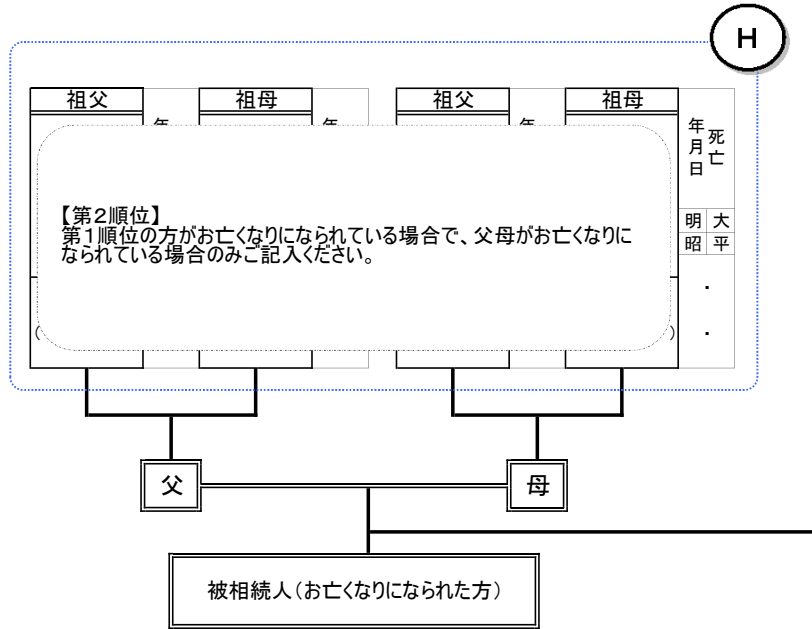 H
祖父
祖母
祖父
祖母
年
年
年
年月日
死亡
明 大
昭 平
・
・
(
)
【第2順位】
第1順位の方がお亡くなりになられている場合で、父母がお亡くなりに
なられている場合のみご記入ください。
父
母
被相続人(お亡くなりになられた方)